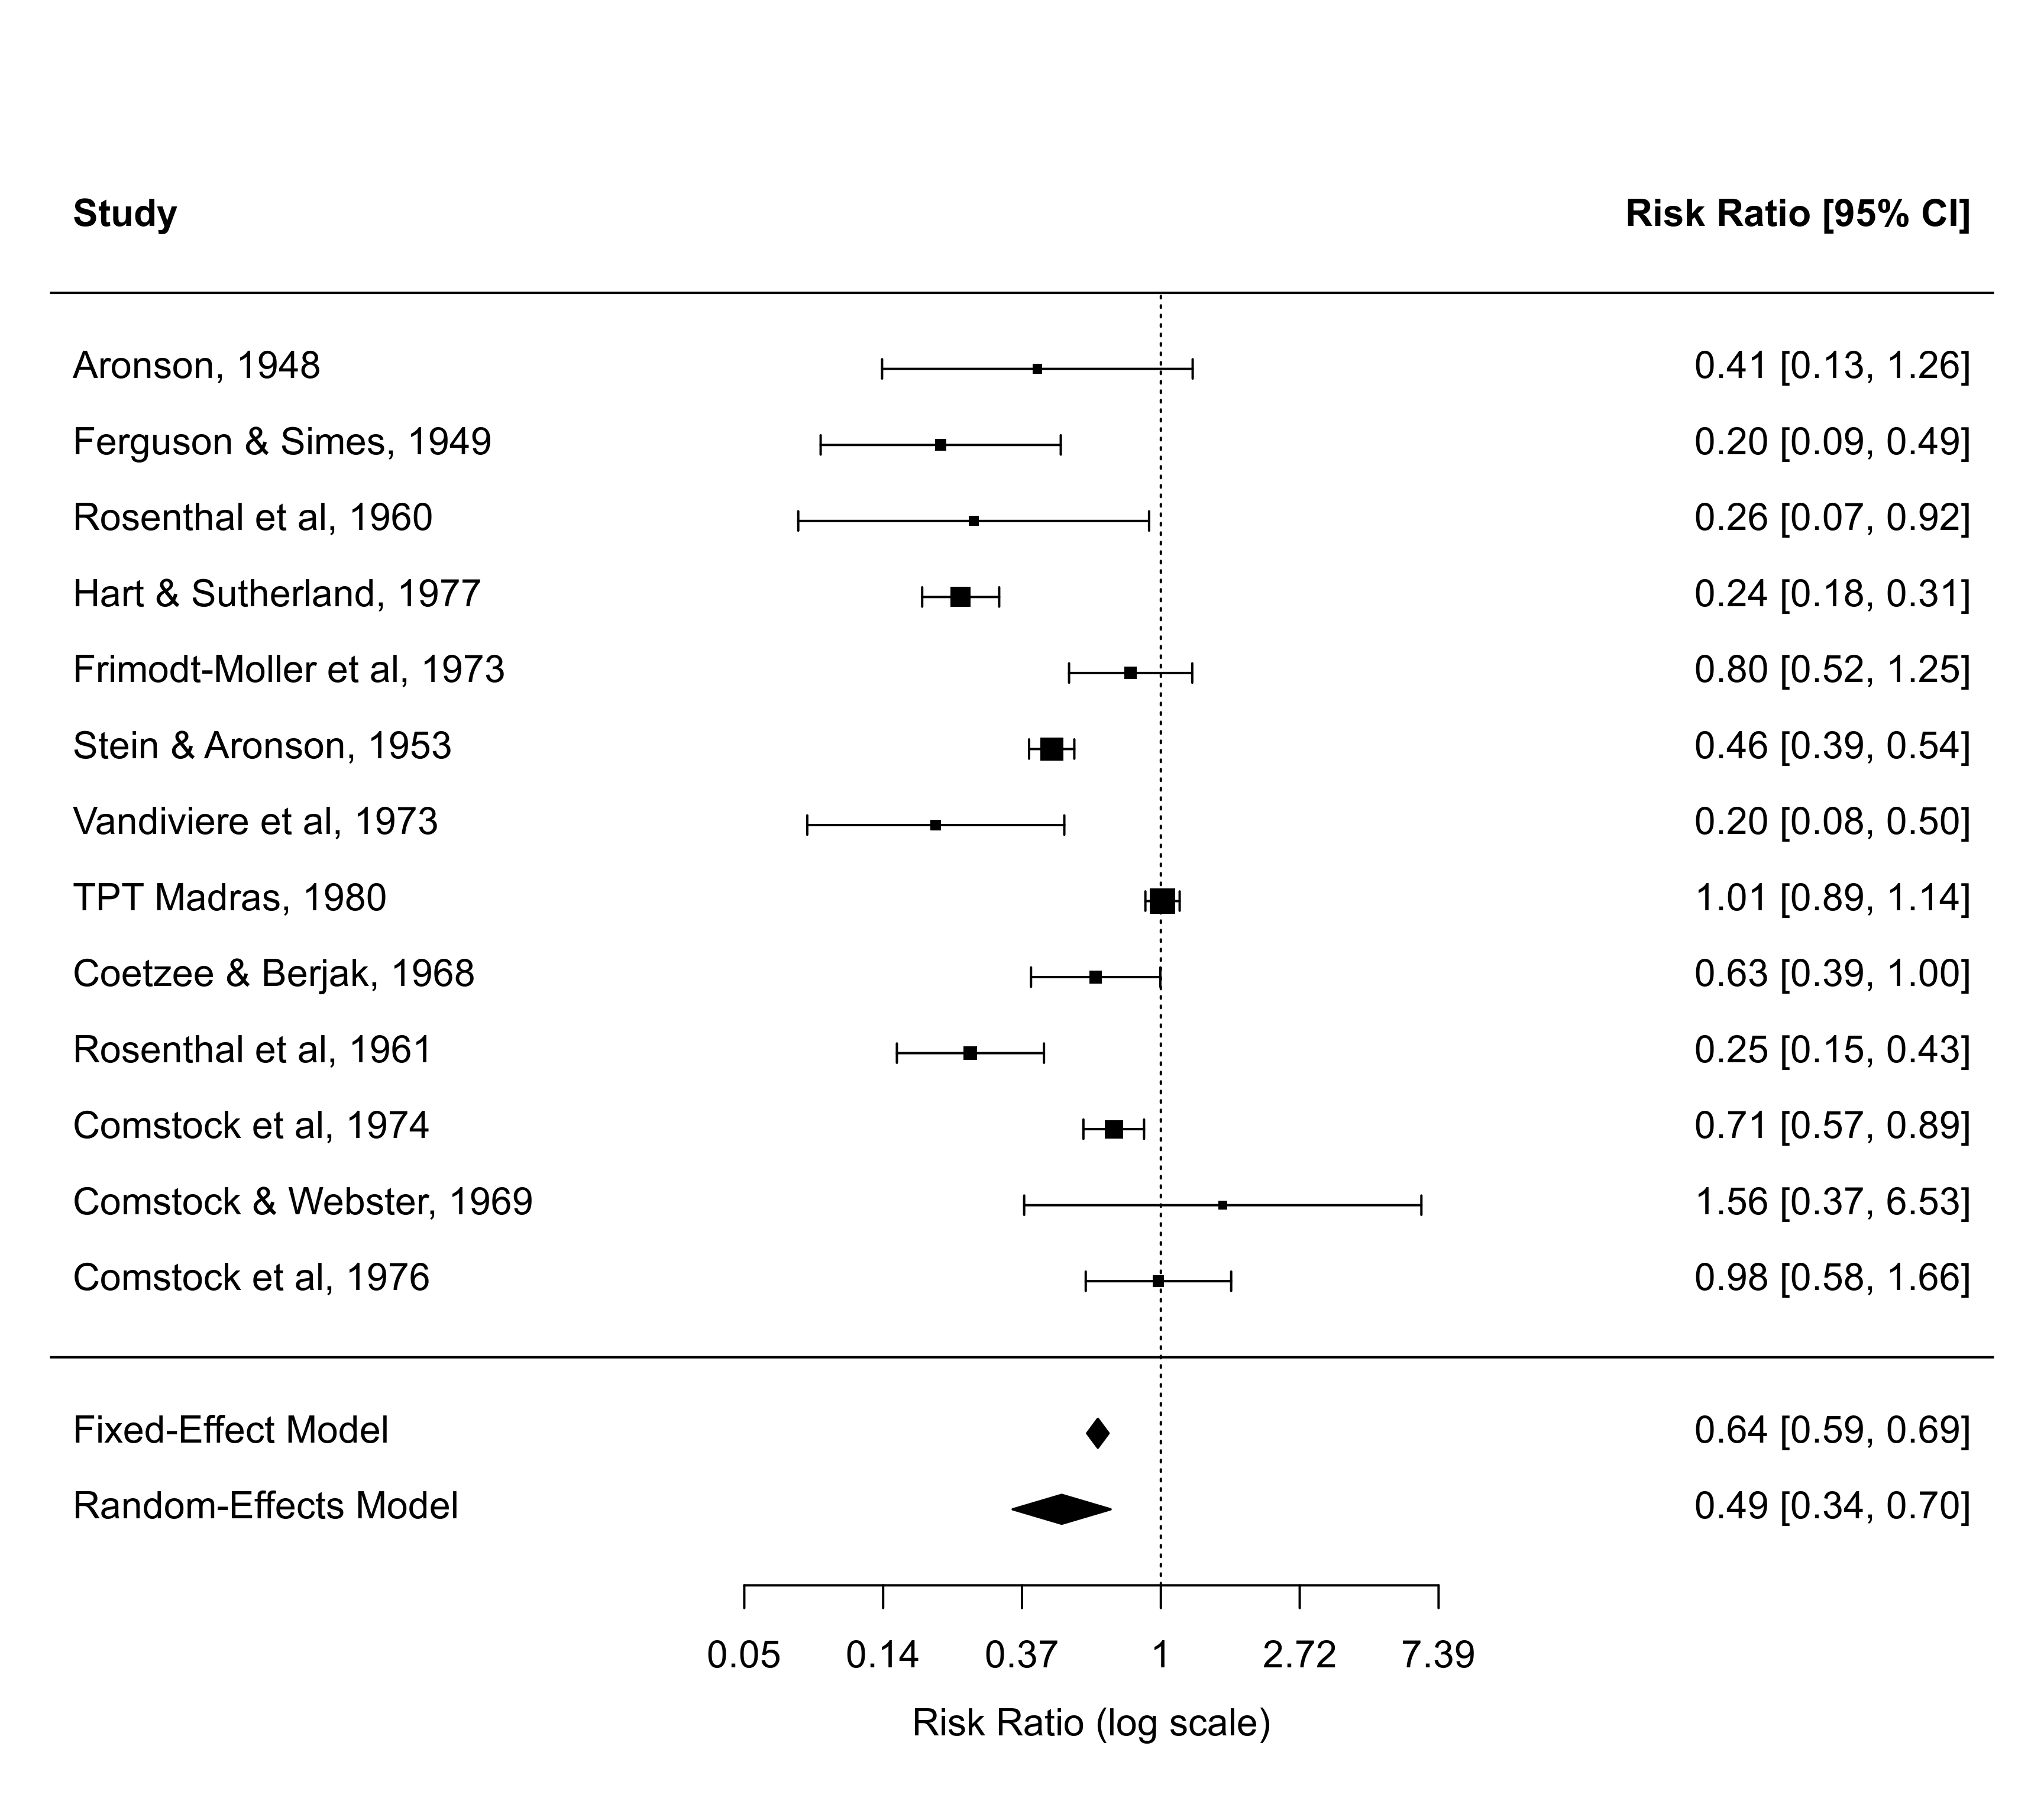 Study Risk Ratio [95% CI]
Aronson, 1948 0.41 [0.13, 1.26]
Ferguson & Simes, 1949 0.20 [0.09, 0.49]
Rosenthal et al, 1960 0.26 [0.07, 0.92]
Hart & Sutherland, 1977 0.24 [0.18, 0.31]
Frimodt-Moller et al, 1973 0.80 [0.52, 1.25]
Stein & Aronson, 1953 0.46 [0.39, 0.54]
Vandiviere et al, 1973 0.20 [0.08, 0.50]
TPT Madras, 1980 1.01 [0.89, 1.14]
Coetzee & Berjak, 1968 0.63 [0.39, 1.00]
Rosenthal et al, 1961 0.25 [0.15, 0.43]
Comstock et al, 1974 0.71 [0.57, 0.89]
Comstock & Webster, 1969 1.56 [0.37, 6.53]
Comstock et al, 1976 0.98 [0.58, 1.66]
Fixed-Effect Model 0.64 [0.59, 0.69]
Random-Effects Model 0.49 [0.34, 0.70]
0.05 0.14 0.37 1 2.72 7.39
Risk Ratio (log scale)